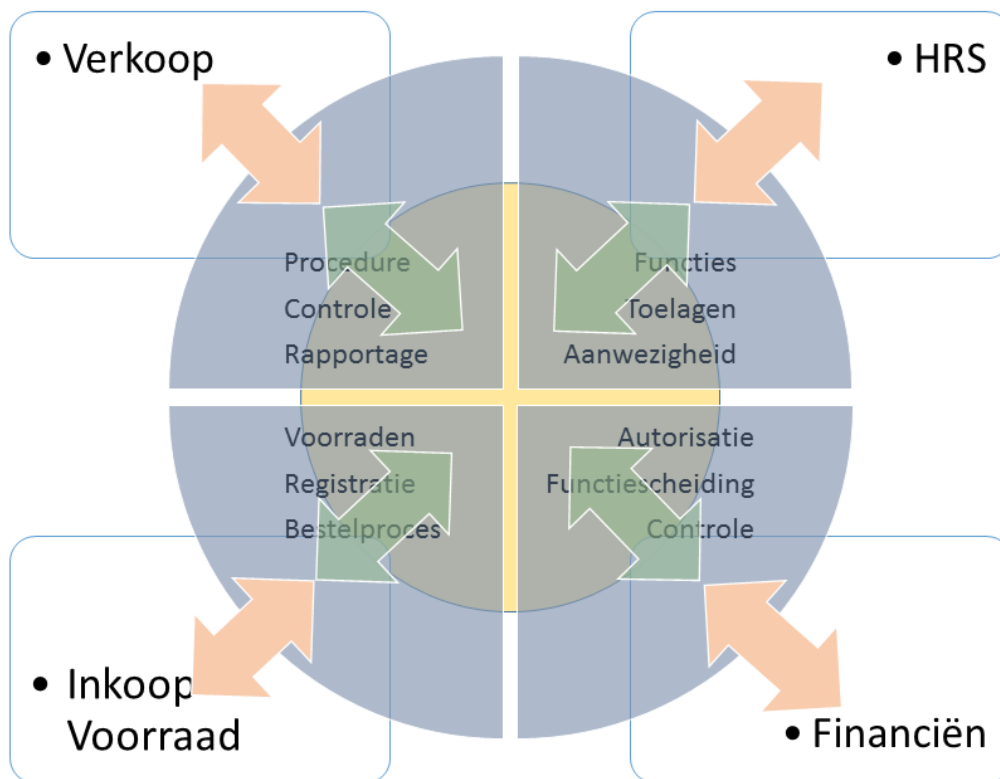 • Verkoop
• HRS
Procedure
Controle
Rapportage
Functies
Toelagen
Aanwezigheid
Voorraden
Registratie
Bestelproces
Autorisatie
Functiescheiding
Controle
• Inkoop
Voorraad
• Financiën